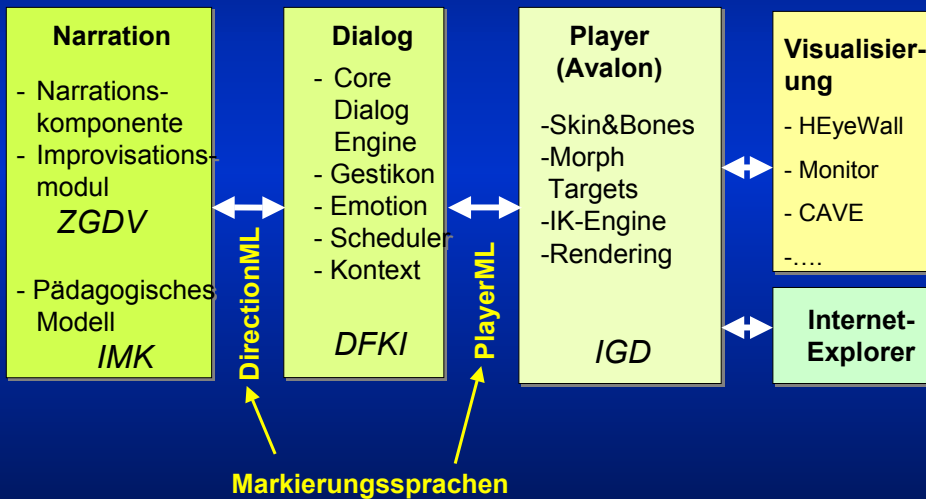 Narration
- Narrations-
komponente
- Improvisations-
modul
ZGDV
- Pädagogisches
Modell
IMK
DirectionML
Dialog
- Core
Dialog
Engine
- Gestikon
- Emotion
- Scheduler
- Kontext
DFKI
PlayerML
Player
(Avalon)
-Skin&Bones
-Morph
Targets
-IK-Engine
-Rendering
IGD
Visualisier-
ung
- HEyeWall
- Monitor
- CAVE
-....
Internet-
Explorer
Markierungssprachen